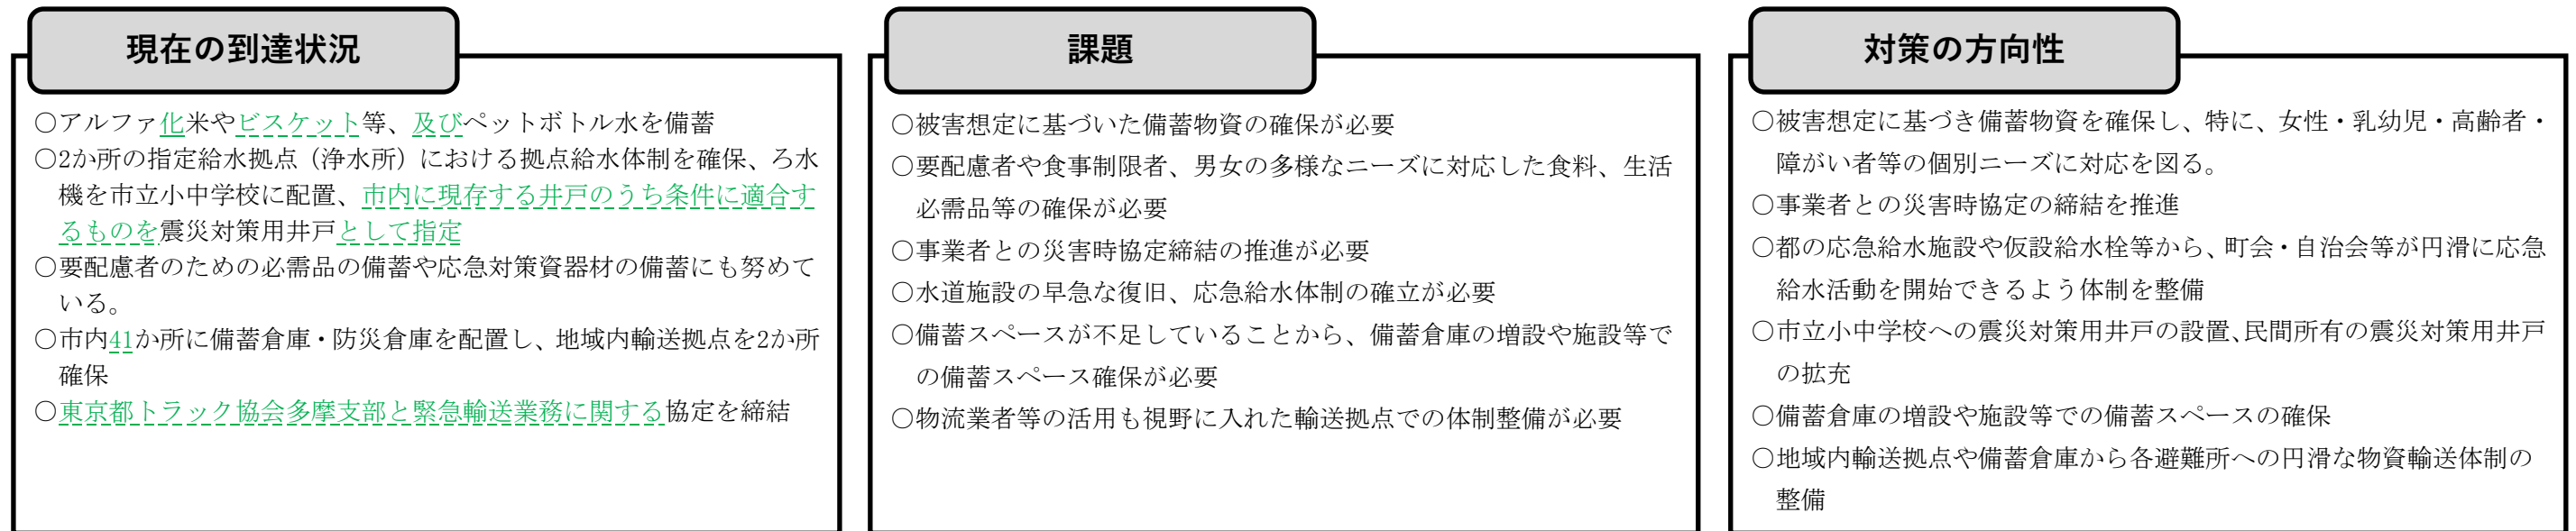 現在の到達状況
○アルファ化米やビスケット等、及びペットボトル水を備蓄
○2か所の指定給水拠点（浄水所）における拠点給水体制を確保、ろ水
機を市立小中学校に配置、市内に現存する井戸のうち条件に適合す
るものを震災対策用井戸として指定
○要配慮者のための必需品の備蓄や応急対策資器材の備蓄にも努めて
いる。
○市内41か所に備蓄倉庫・防災倉庫を配置し、地域内輸送拠点を2か所
確保
○東京都トラック協会多摩支部と緊急輸送業務に関する協定を締結
課題
○被害想定に基づいた備蓄物資の確保が必要
○要配慮者や食事制限者、男女の多様なニーズに対応した食料、生活
必需品等の確保が必要
○事業者との災害時協定締結の推進が必要
○水道施設の早急な復旧、応急給水体制の確立が必要
○備蓄スペースが不足していることから、備蓄倉庫の増設や施設等で
の備蓄スペース確保が必要
○物流業者等の活用も視野に入れた輸送拠点での体制整備が必要
対策の方向性
○被害想定に基づき備蓄物資を確保し、特に、女性・乳幼児・高齢者・
障がい者等の個別ニーズに対応を図る。
○事業者との災害時協定の締結を推進
○都の応急給水施設や仮設給水栓等から、町会・自治会等が円滑に応急
給水活動を開始できるよう体制を整備
○市立小中学校への震災対策用井戸の設置、民間所有の震災対策用井戸
の拡充
○備蓄倉庫の増設や施設等での備蓄スペースの確保
○地域内輸送拠点や備蓄倉庫から各避難所への円滑な物資輸送体制の
整備